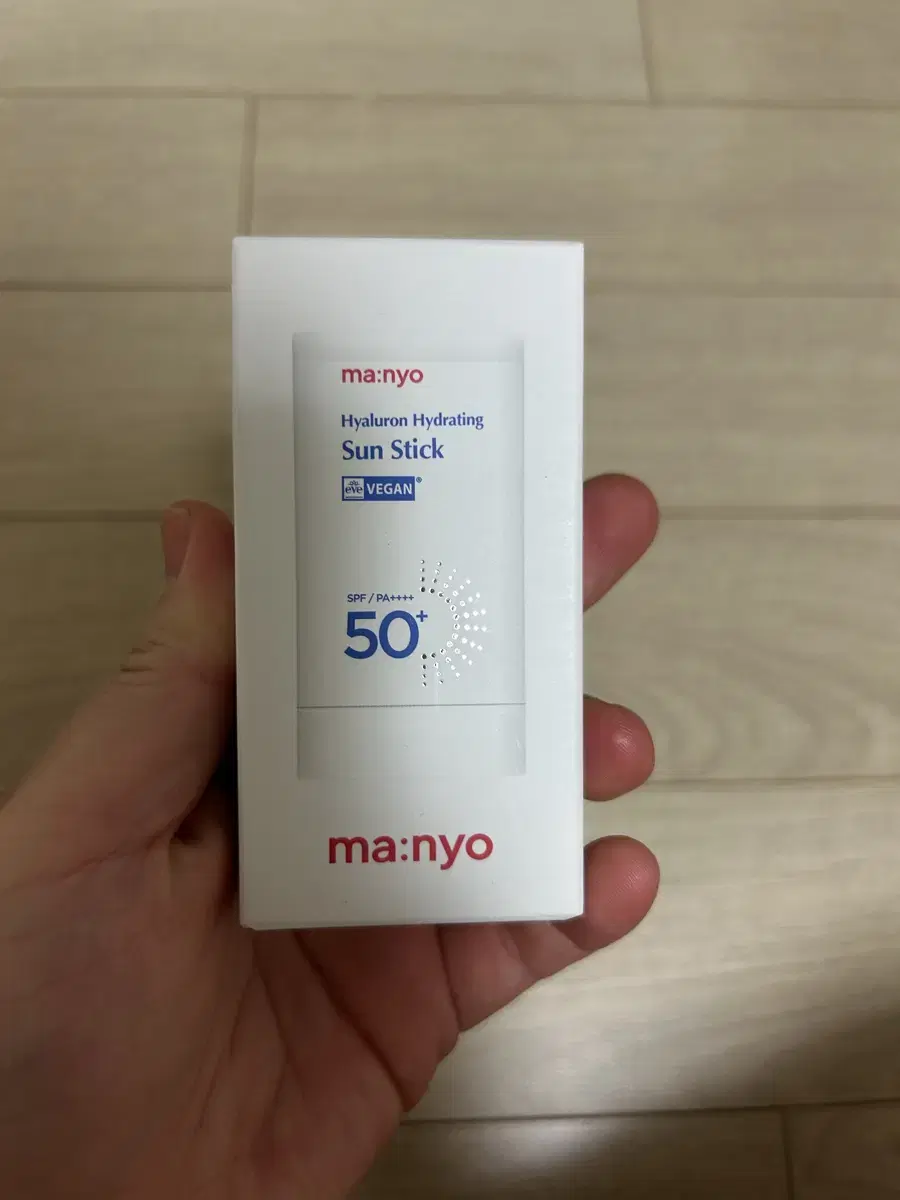 ma:nyo
Hyaluron Hydrating
Sun Stick
eve VEGAN®
SPF / PA++++
50+
ma:nyo